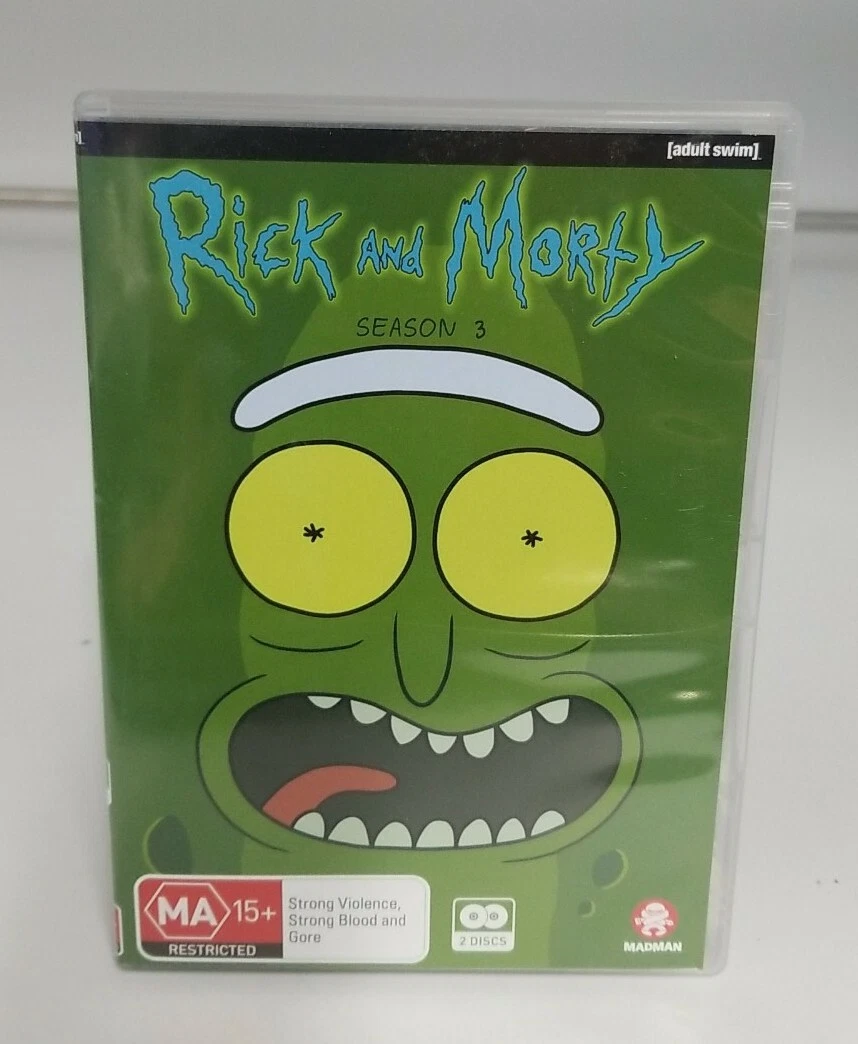 [adult swim]
Rick and Morty
SEASON 3
MA 15+
RESTRICTED
Strong Violence,
Strong Blood and
Gore
2 DISCS
MADMAN